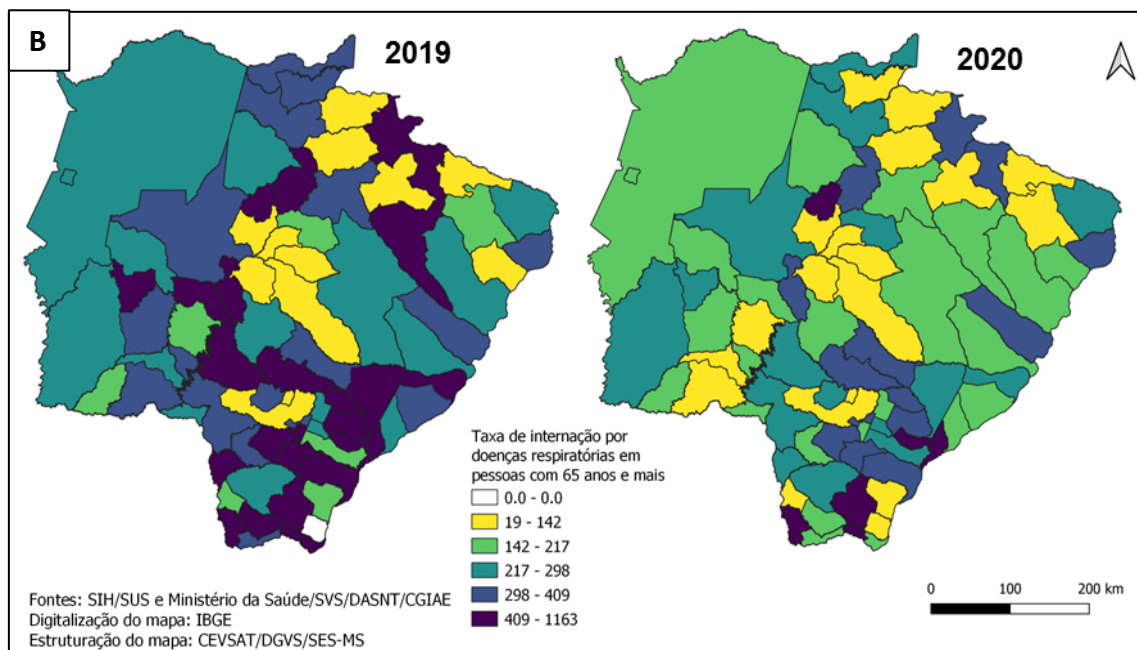 B
2019
2020
Taxa de internação por
doenças respiratórias em
pessoas com 65 anos e mais
0.0 - 0.0
19 - 142
142 - 217
217 - 298
298 - 409
409 - 1163
Fontes: SIH/SUS e Ministério da Saúde/SVS/DASNT/CGIAE
Digitalização do mapa: IBGE
Estruturação do mapa: CEVSAT/DGVS/SES-MS
0 100 200 km